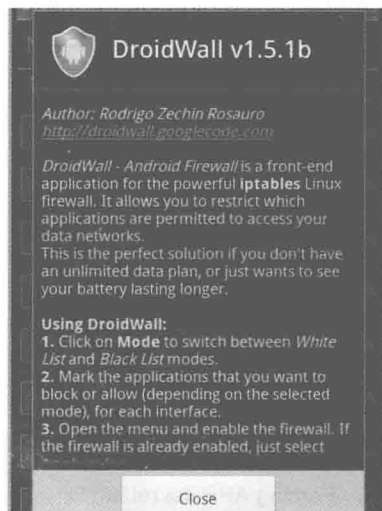 DroidWall v1.5.1b
Author: Rodrigo Zechin Rosauro
http://droidwall.googlecode.com
DroidWall - Android Firewall is a front-end
application for the powerful iptables Linux
firewall. It allows you to restrict which
applications are permitted to access your
data networks.
This is the perfect solution if you don't have
an unlimited data plan, or just wants to see
your battery lasting longer.
Using DroidWall:
1. Click on Mode to switch between White
List and Black List modes.
2. Mark the applications that you want to
block or allow (depending on the selected
mode), for each interface.
3. Open the menu and enable the firewall. If
the firewall is already enabled, just select
Close